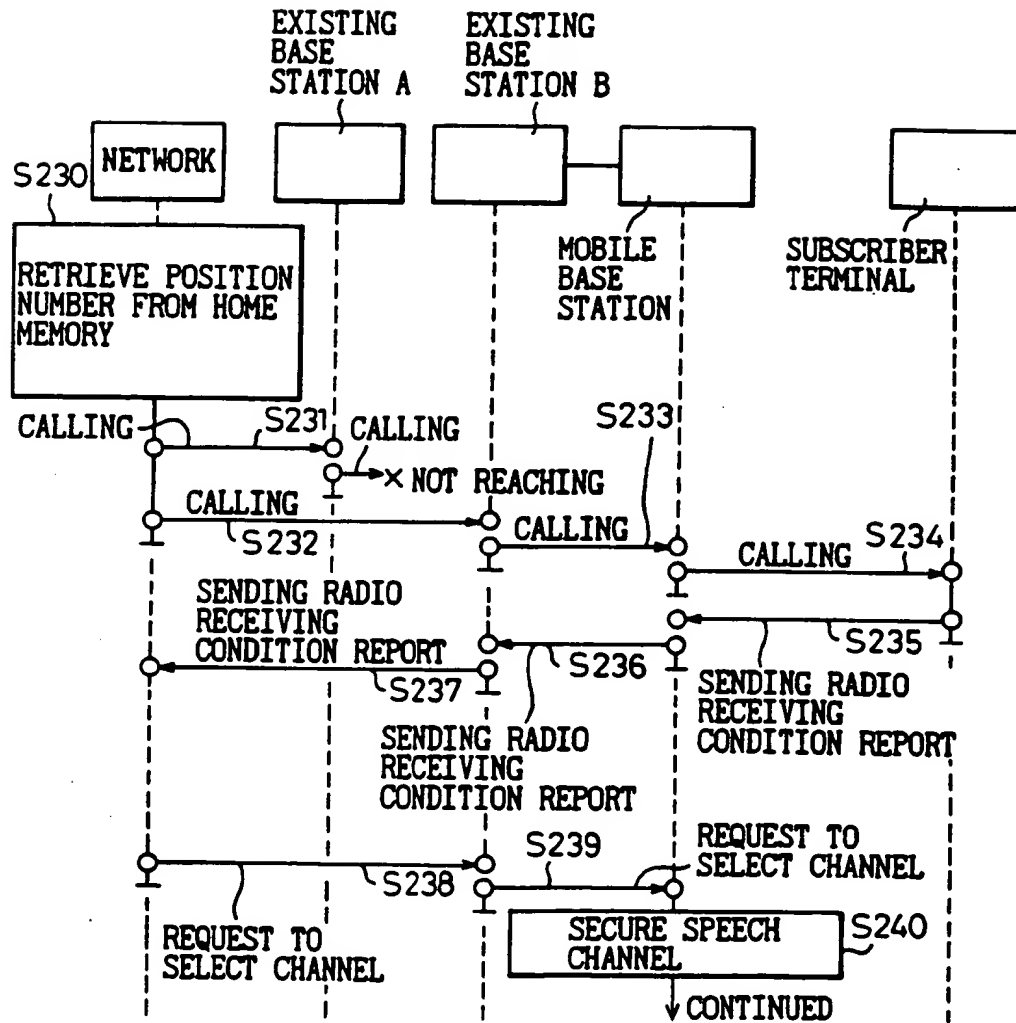 EXISTING
BASE
STATION A
EXISTING
BASE
STATION B
NETWORK
S230
MOBILE
BASE
STATION
SUBSCRIBER
TERMINAL
RETRIEVE POSITION
NUMBER FROM HOME
MEMORY
CALLING
S231
CALLING
× NOT REACHING
S233
CALLING
S232
CALLING
CALLING
S234
SENDING RADIO
RECEIVING
CONDITION REPORT
S237
S236
S235
SENDING RADIO
RECEIVING
CONDITION REPORT
SENDING RADIO
RECEIVING
CONDITION REPORT
S238
S239
REQUEST TO
SELECT CHANNEL
REQUEST TO
SELECT CHANNEL
SECURE SPEECH
CHANNEL
S240
CONTINUED